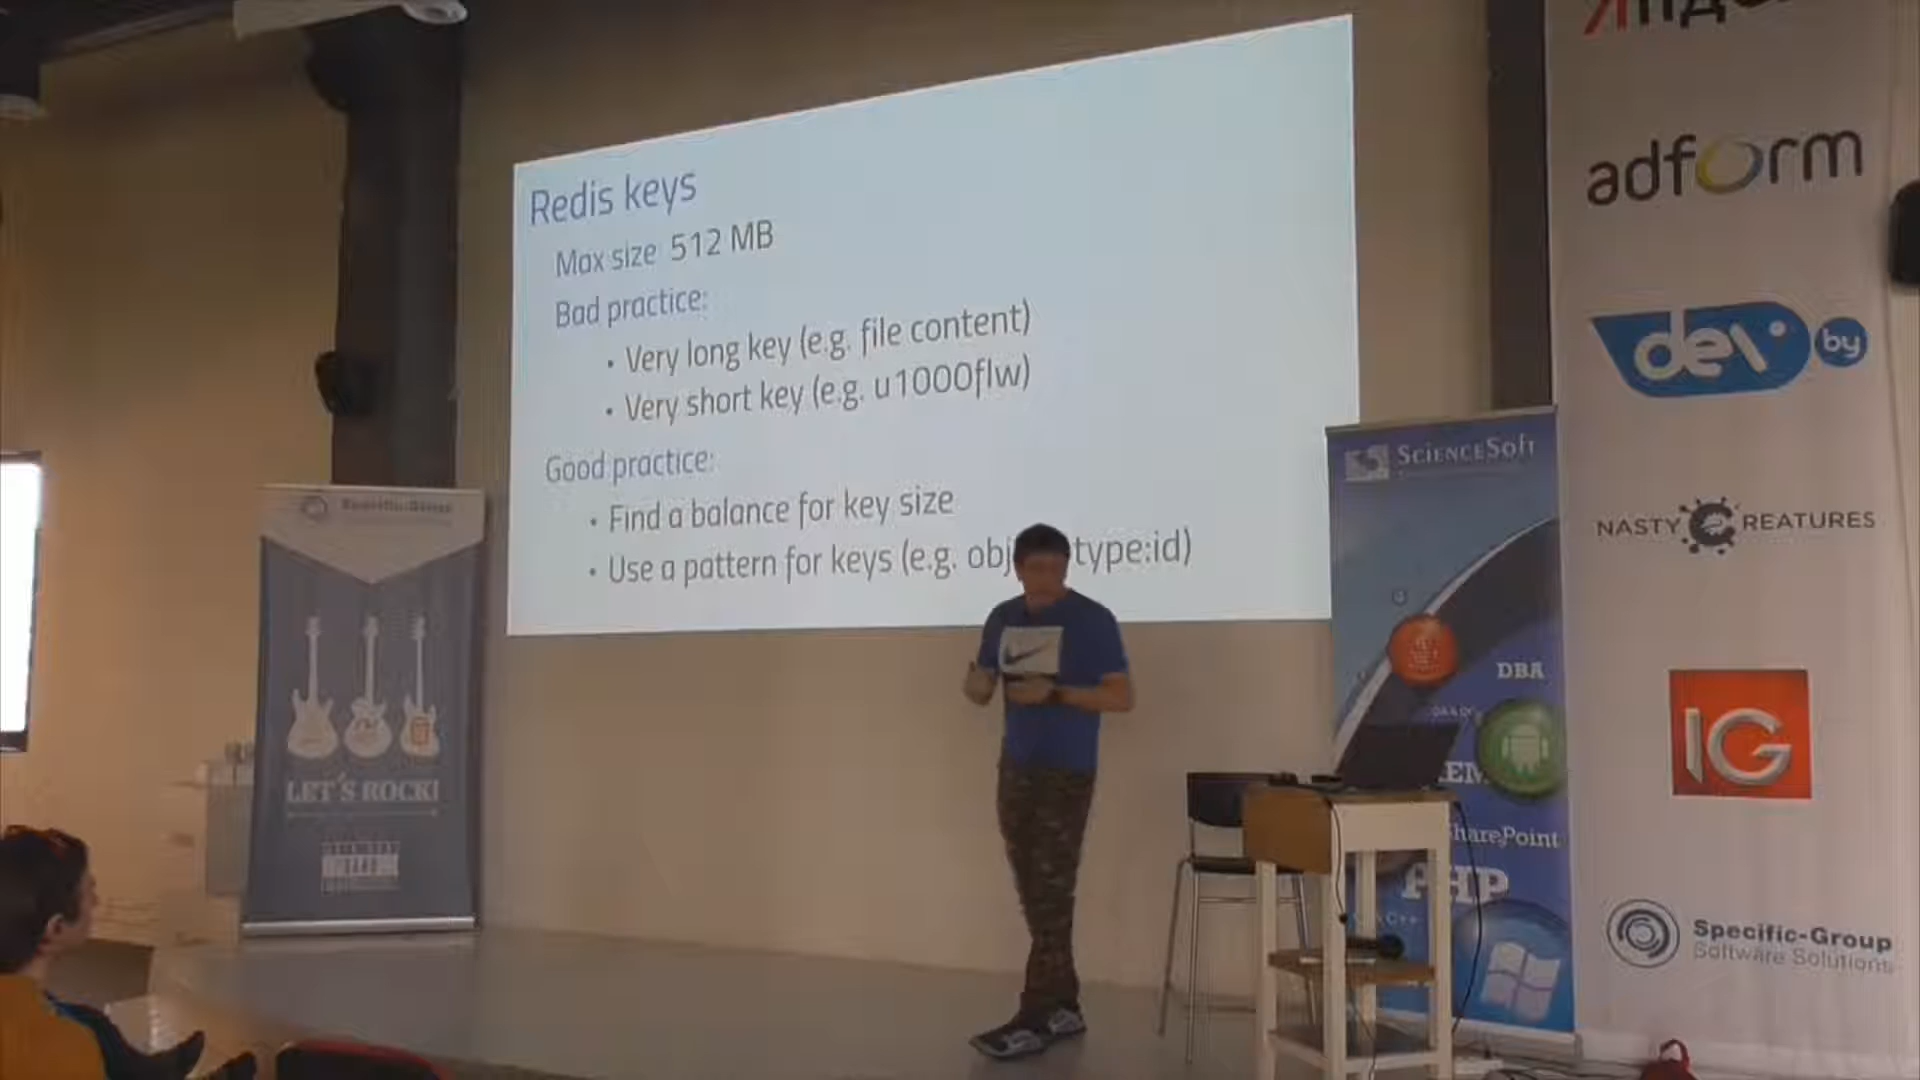 Redis keys
Max size 512 MB
Bad practice:
• Very long key (e.g. file content)
• Very short key (e.g. u1000flw)
Good practice:
• Find a balance for key size
• Use a pattern for keys (e.g. obj type:id)
LET'S ROCK!
SCIENCESOFT
DBA
SharePoint
PHP
adform
dev by
NASTY CREATURES
IG
Specific-Group
Software Solutions